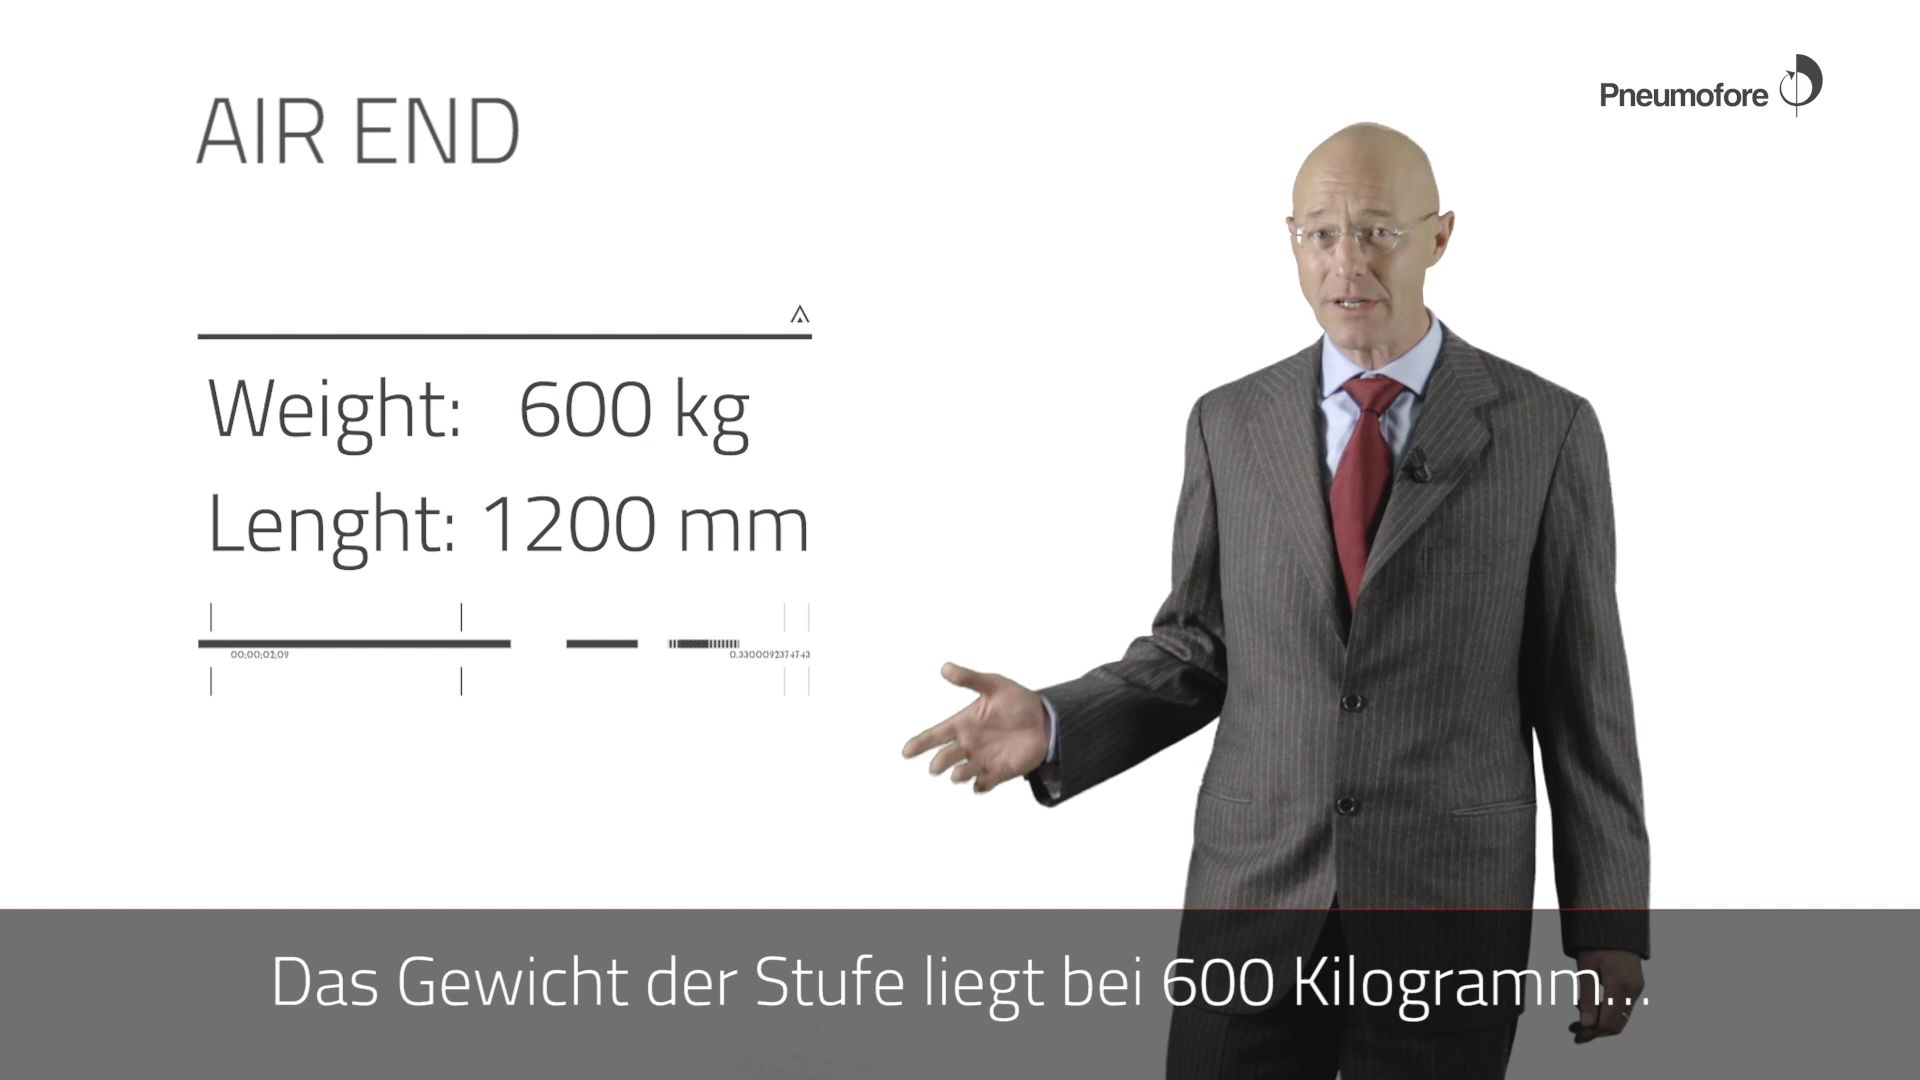 Pneumofore
AIR END
Weight: 600 kg
Lenght: 1200 mm
00;00;02;09
0.3300092374743
Das Gewicht der Stufe liegt bei 600 Kilogramm...